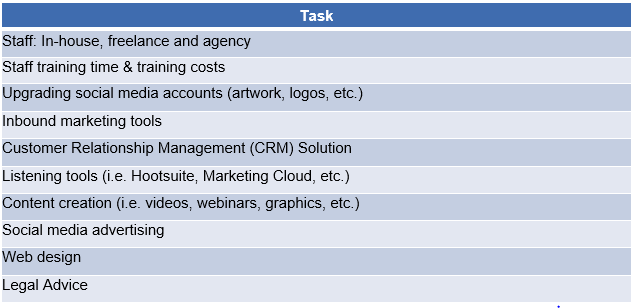 Task
Staff: In-house, freelance and agency
Staff training time & training costs
Upgrading social media accounts (artwork, logos, etc.)
Inbound marketing tools
Customer Relationship Management (CRM) Solution
Listening tools (i.e. Hootsuite, Marketing Cloud, etc.)
Content creation (i.e. videos, webinars, graphics, etc.)
Social media advertising
Web design
Legal Advice